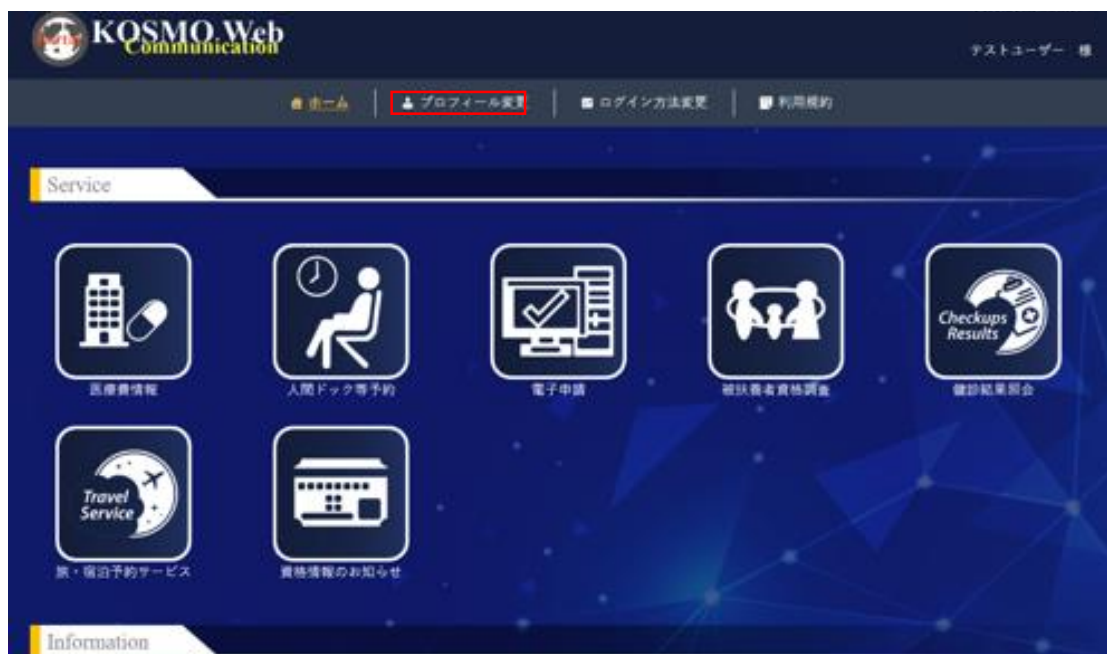 Portal KOSMO Web
Communication
テストユーザー 様
ホーム プロフィール変更 ログイン方法変更 利用規約
Service
Checkups
Results
医療費情報 人間ドック等予約 電子申請 被扶養者資格調査 健診結果照会
Travel
Service
旅・宿泊予約サービス 資格情報のお知らせ
Information